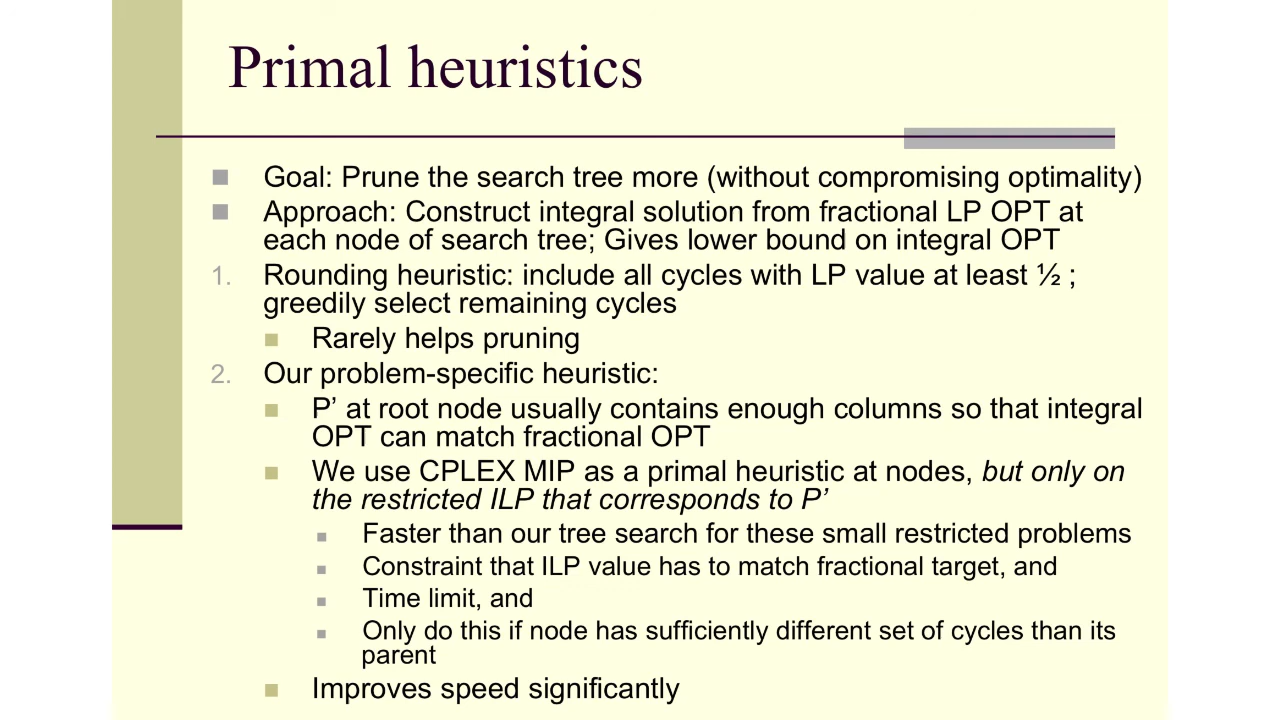 Primal heuristics
Goal: Prune the search tree more (without compromising optimality)
Approach: Construct integral solution from fractional LP OPT at
each node of search tree; Gives lower bound on integral OPT
1. Rounding heuristic: include all cycles with LP value at least ½ ;
greedily select remaining cycles
Rarely helps pruning
2. Our problem-specific heuristic:
P’ at root node usually contains enough columns so that integral
OPT can match fractional OPT
We use CPLEX MIP as a primal heuristic at nodes, but only on
the restricted ILP that corresponds to P’
Faster than our tree search for these small restricted problems
Constraint that ILP value has to match fractional target, and
Time limit, and
Only do this if node has sufficiently different set of cycles than its
parent
Improves speed significantly